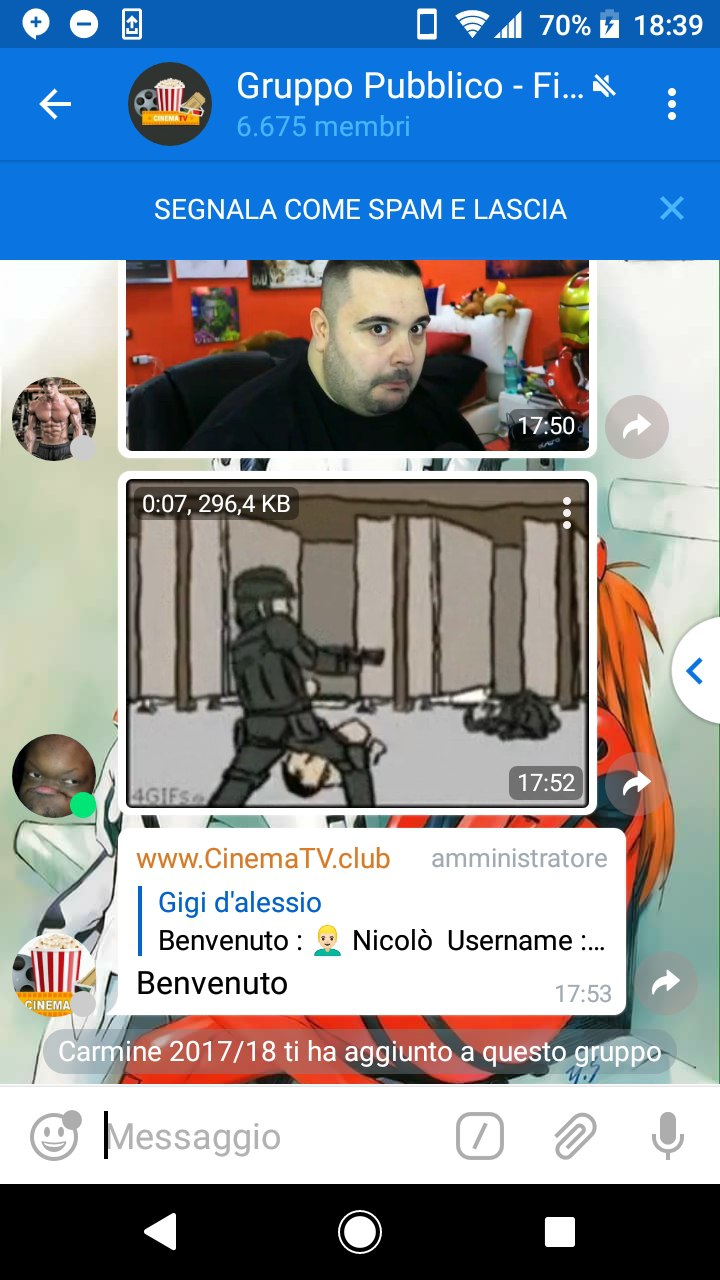 70% 18:39
Gruppo Pubblico - Fi...
6.675 membri
CINEMATV
SEGNALA COME SPAM E LASCIA
17:50
0:07, 296,4 KB
4GIFs
17:52
www.CinemaTV.club amministratore
Gigi d'alessio
Benvenuto : 👱🏻‍♂️ Nicolò Username :...
Benvenuto
17:53
CINEMA
Carmine 2017/18 ti ha aggiunto a questo gruppo
Messaggio